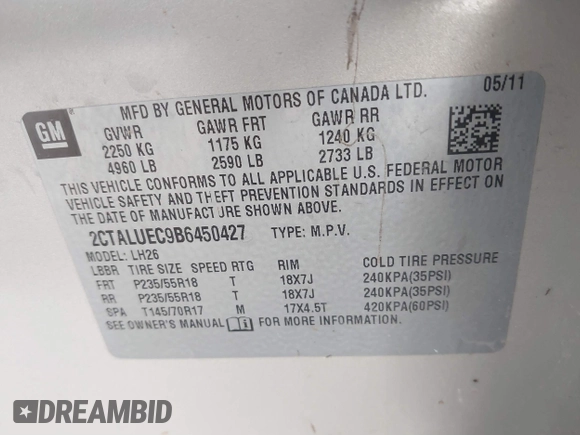 05/11
GM
MFD BY GENERAL MOTORS OF CANADA LTD.
GVWR GAWR FRT GAWR RR
2250 KG 1175 KG 1240 KG
4960 LB 2590 LB 2733 LB
THIS VEHICLE CONFORMS TO ALL APPLICABLE U.S. FEDERAL MOTOR
VEHICLE SAFETY AND THEFT PREVENTION STANDARDS IN EFFECT ON
THE DATE OF MANUFACTURE SHOWN ABOVE.
2CTALUEC9B6450427 TYPE: M.P.V.
MODEL: LH26
LBBR TIRE SIZE SPEED RTG RIM COLD TIRE PRESSURE
FRT P235/55R18 T 18X7J 240KPA(35PSI)
RR P235/55R18 T 18X7J 240KPA(35PSI)
SPA T145/70R17 M 17X4.5T 420KPA(60PSI)
SEE OWNER'S MANUAL FOR MORE INFORMATION.
DREAMBID